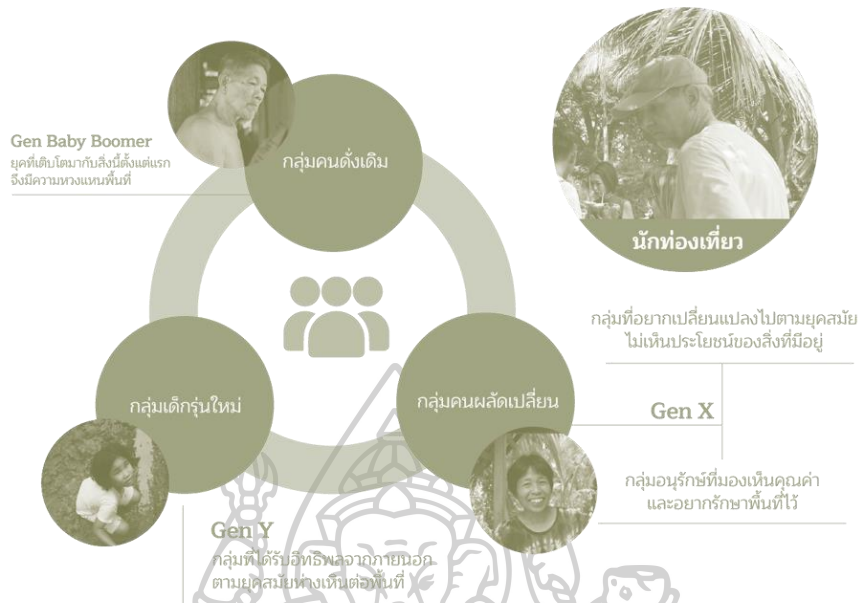 Gen Baby Boomer
ยุคที่เติบโตมากับสิ่งนี้ตั้งแต่แรก
จึงมีความหวงแหนพื้นที่
กลุ่มคนดั่งเดิม
นักท่องเที่ยว
กลุ่มที่อยากเปลี่ยนแปลงไปตามยุคสมัย
ไม่เห็นประโยชน์ของสิ่งที่มีอยู่
กลุ่มเด็กรุ่นใหม่
กลุ่มคนผลัดเปลี่ยน
Gen X
กลุ่มอนุรักษ์ที่มองเห็นคุณค่า
และอยากรักษาพื้นที่ไว้
Gen Y
กลุ่มที่ได้รับอิทธิพลจากภายนอก
ตามยุคสมัยห่างเหินต่อพื้นที่